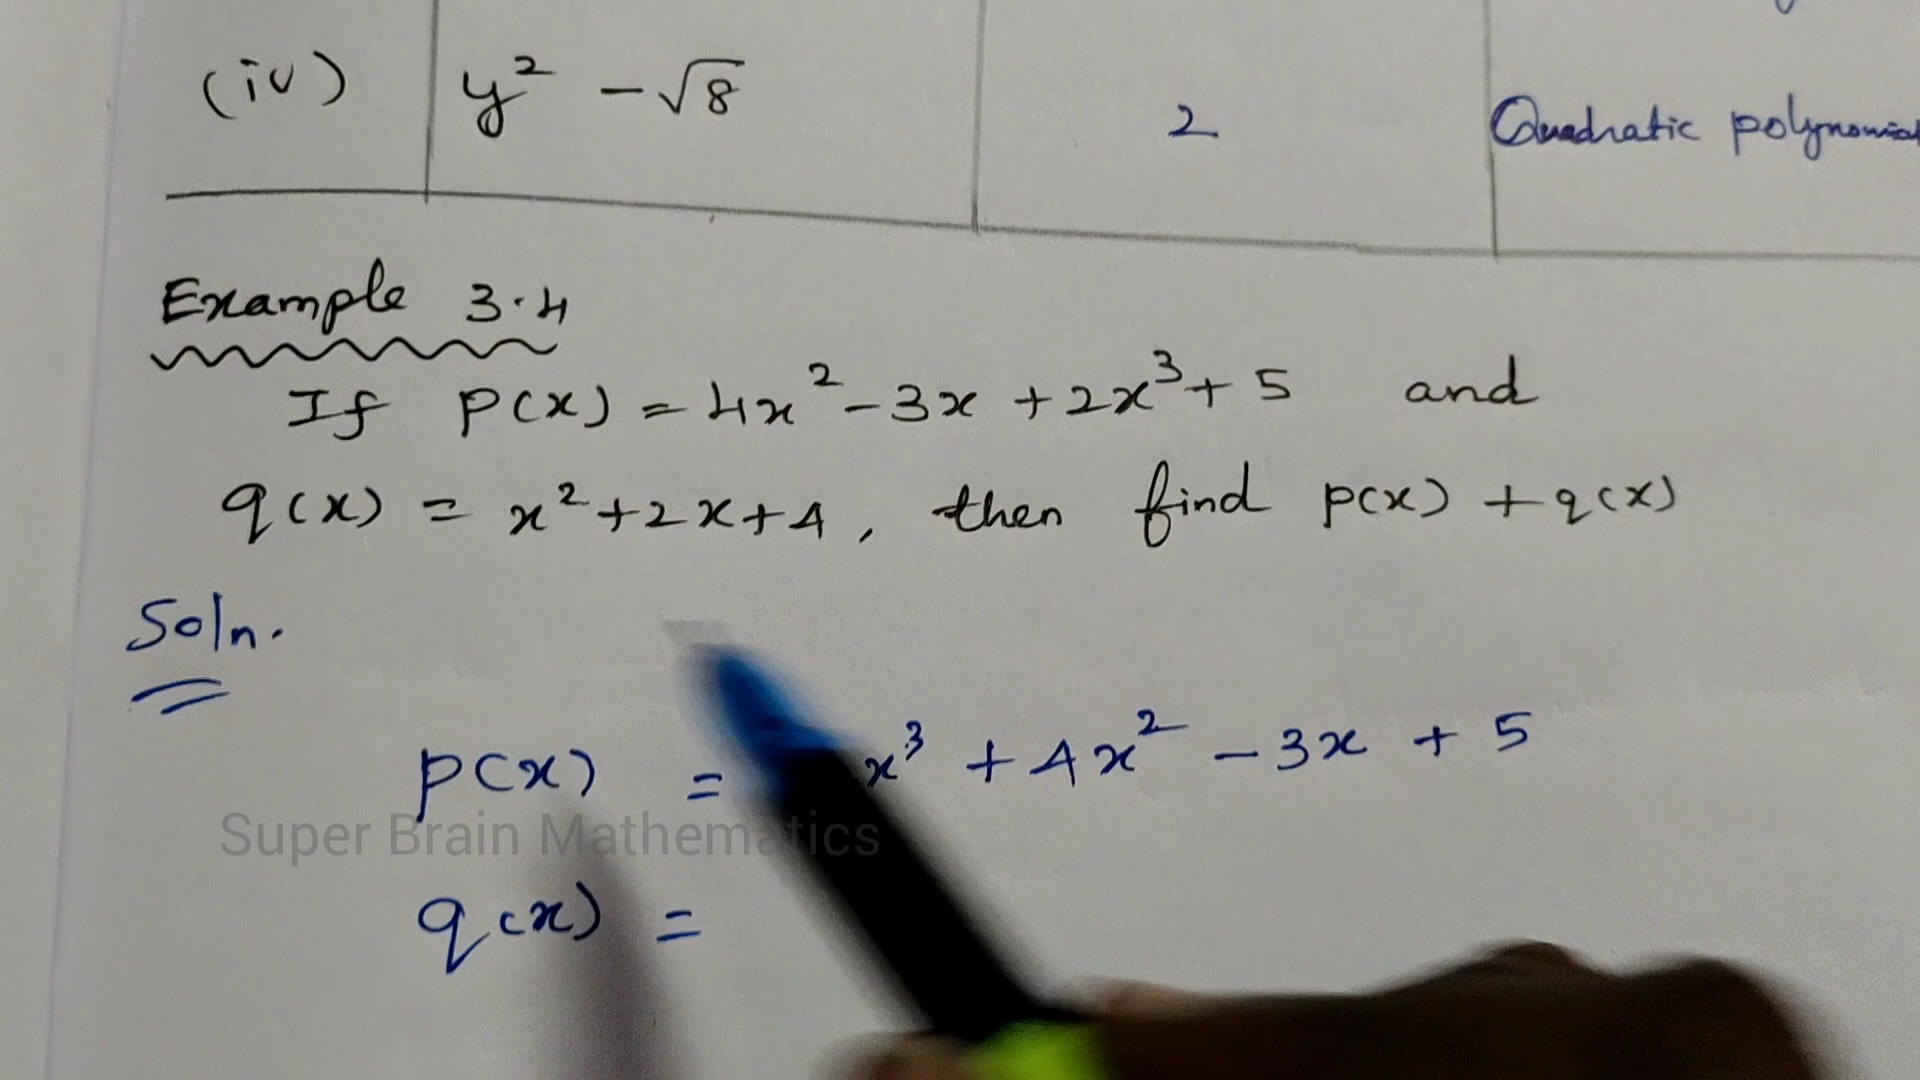 (iv) y² - √8 2 Quadratic polynomial
Example 3.4
If p(x) = 4x² - 3x + 2x³ + 5 and
q(x) = x² + 2x + 4, then find p(x) + q(x)
Soln.
p(x) = x³ + 4x² - 3x + 5
Super Brain Mathematics
q(x) =